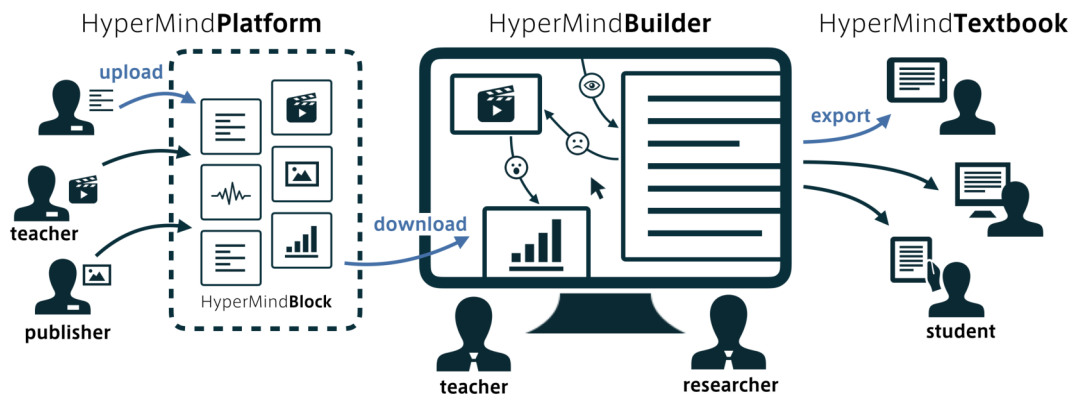 HyperMindPlatform
HyperMindBuilder
HyperMindTextbook
upload
teacher
publisher
HyperMindBlock
download
export
teacher
researcher
student